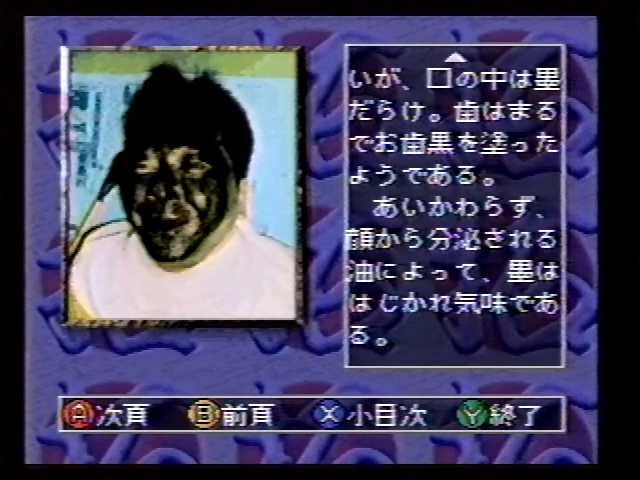 いが、口の中は墨
だらけ。歯はまる
でお歯黒を塗った
ようである。
　あいかわらず、
顔から分泌される
油によって、墨は
はじかれ気味であ
る。
A次頁 B前頁 X小目次 Y終了